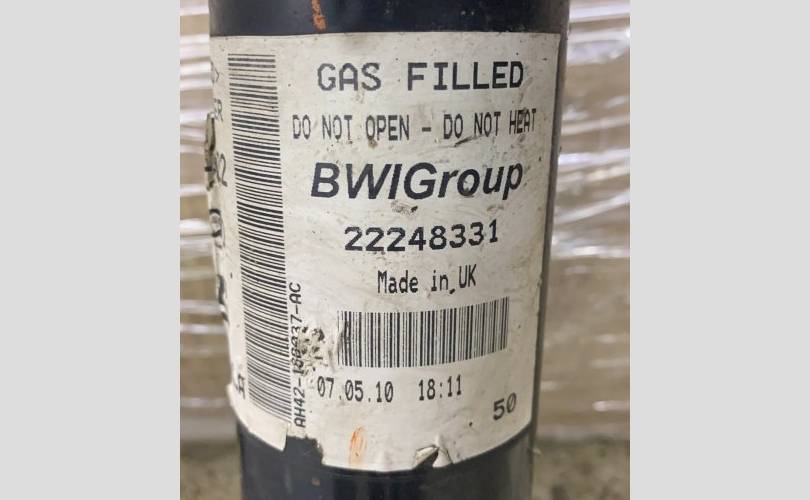 GAS FILLED
DO NOT OPEN - DO NOT HEAT
BWIGroup
22248331
Made in UK
07.05.10 18:11
50